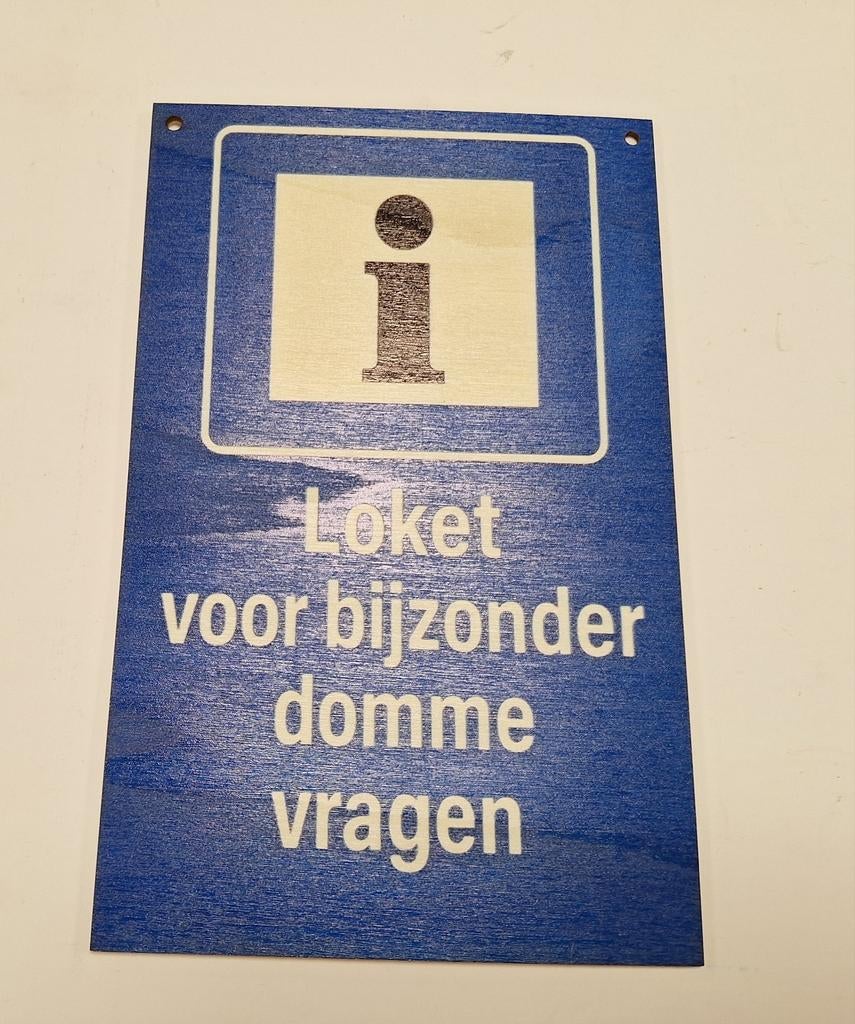 i
Loket
voor bijzonder
domme
vragen